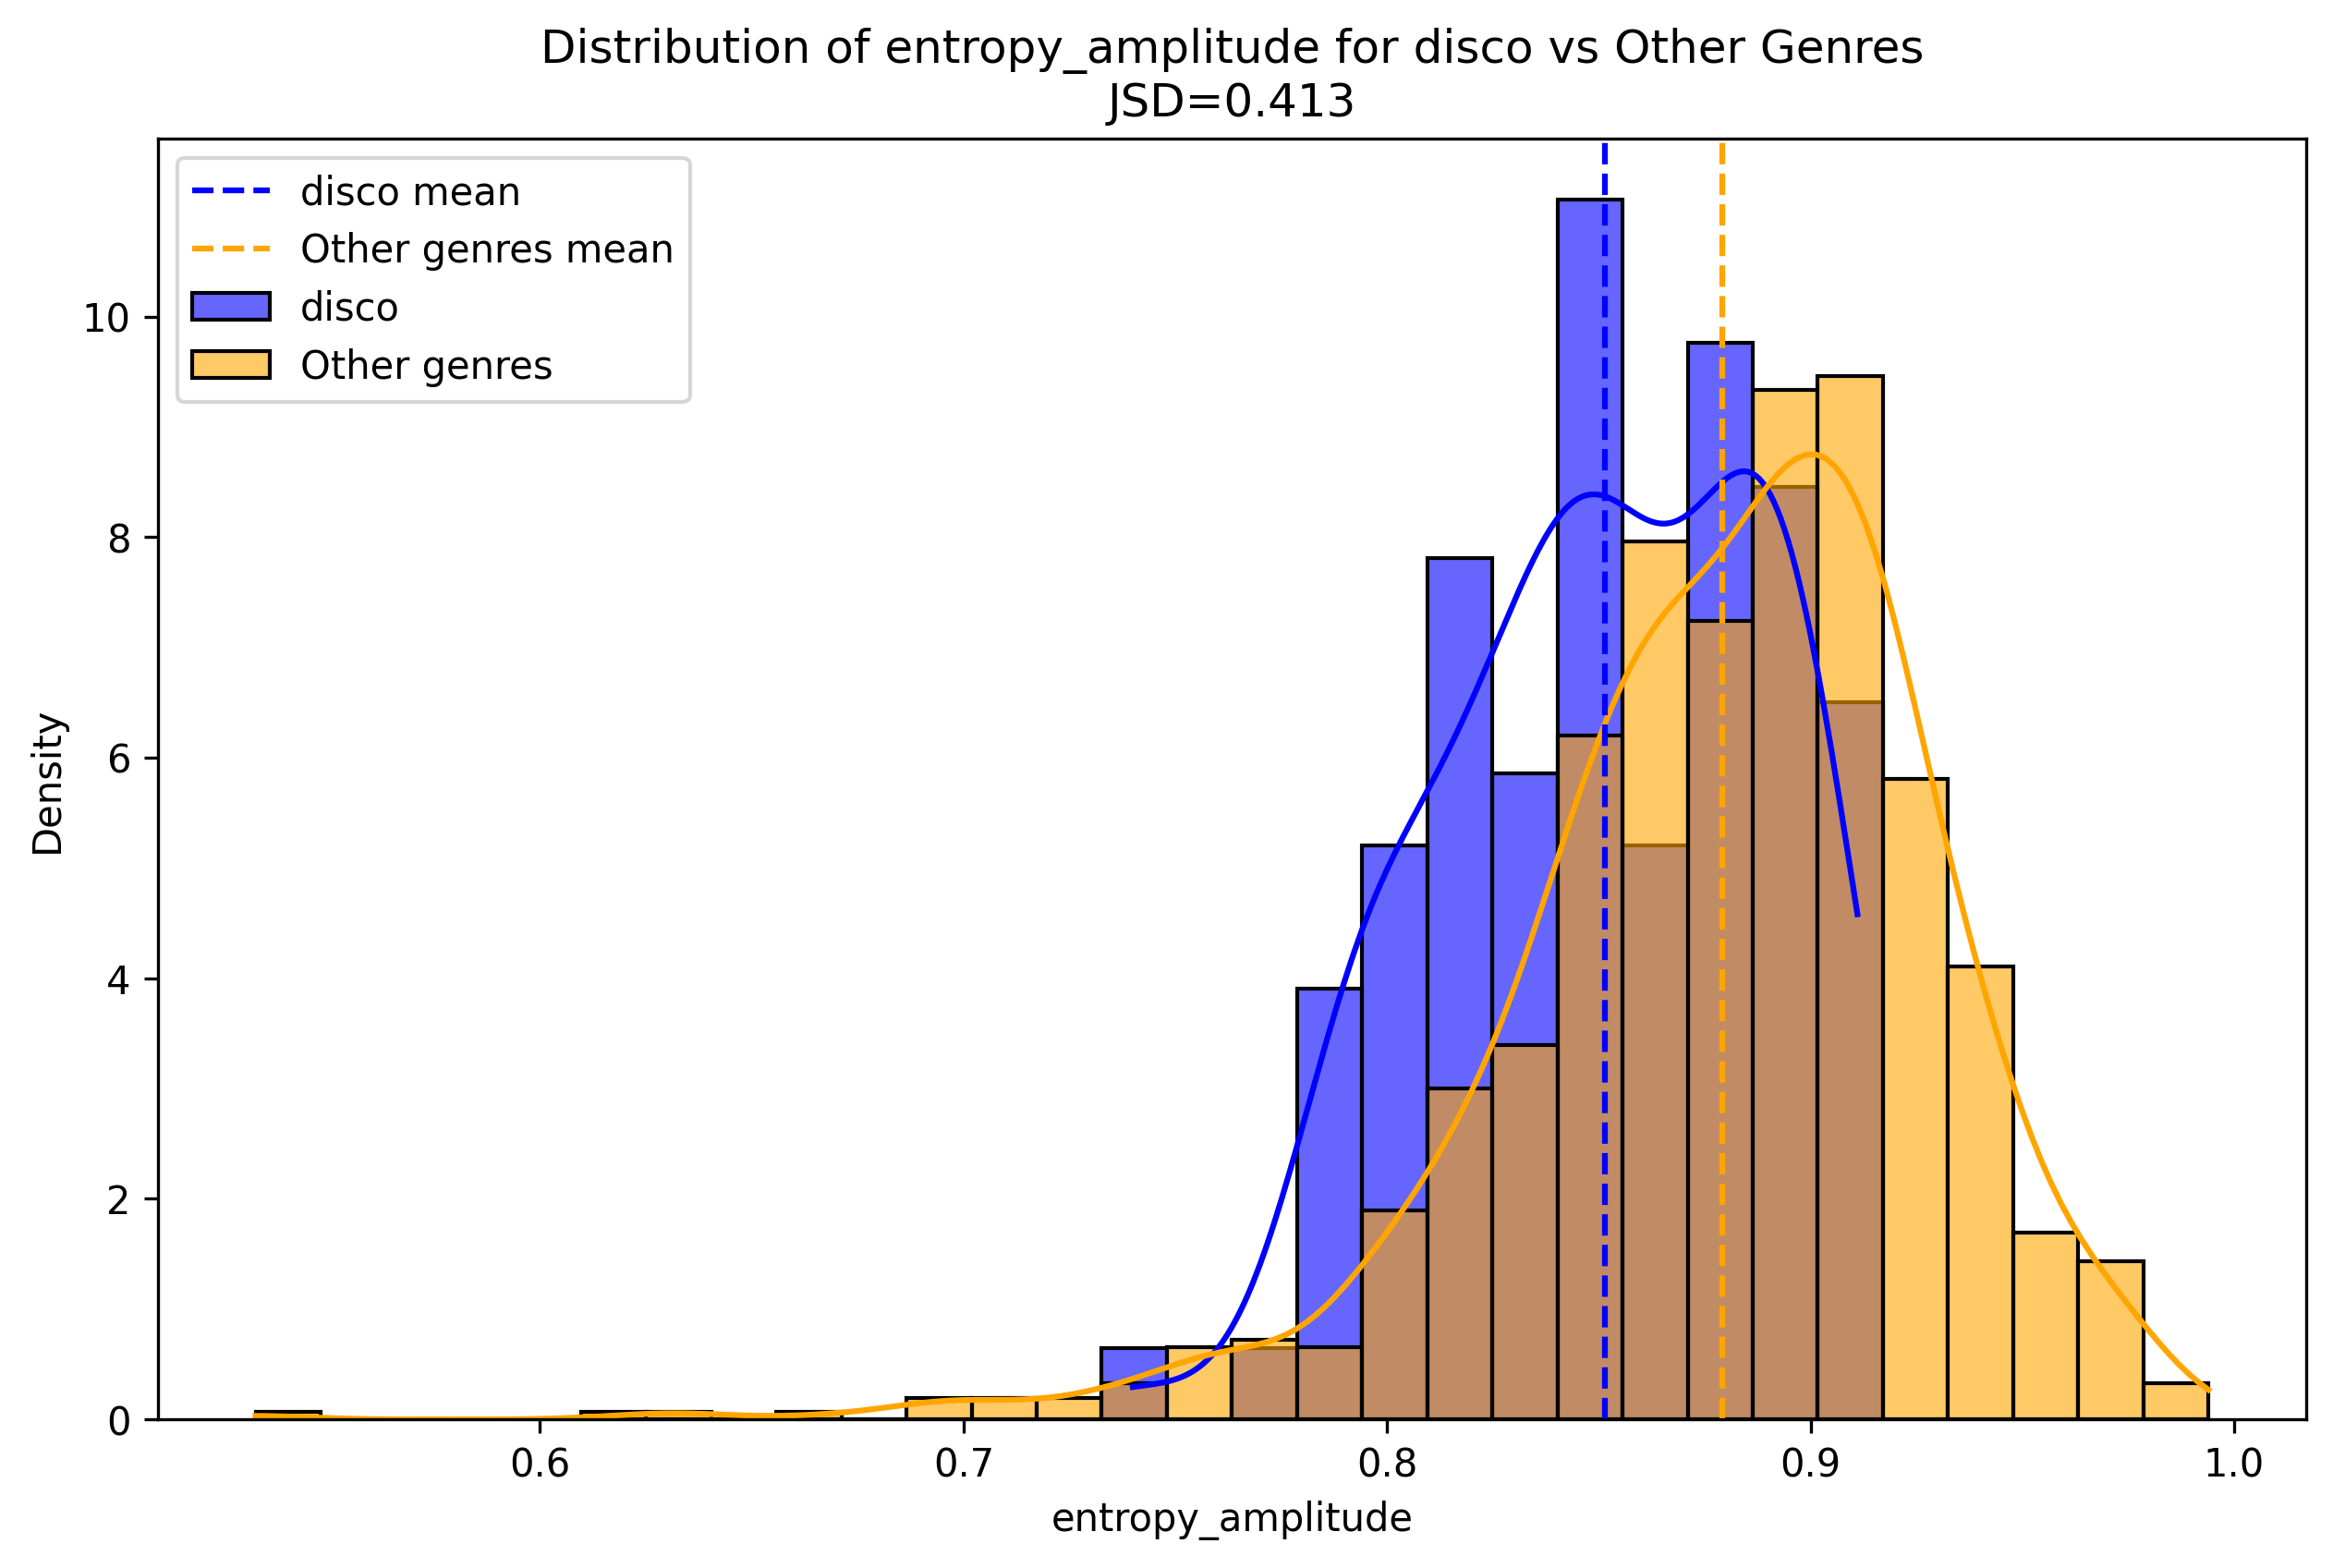 Distribution of entropy_amplitude for disco vs Other Genres
JSD=0.413
disco mean
Other genres mean
disco
Other genres
Density
10
8
6
4
2
0
0.6
0.7
0.8
0.9
1.0
entropy_amplitude